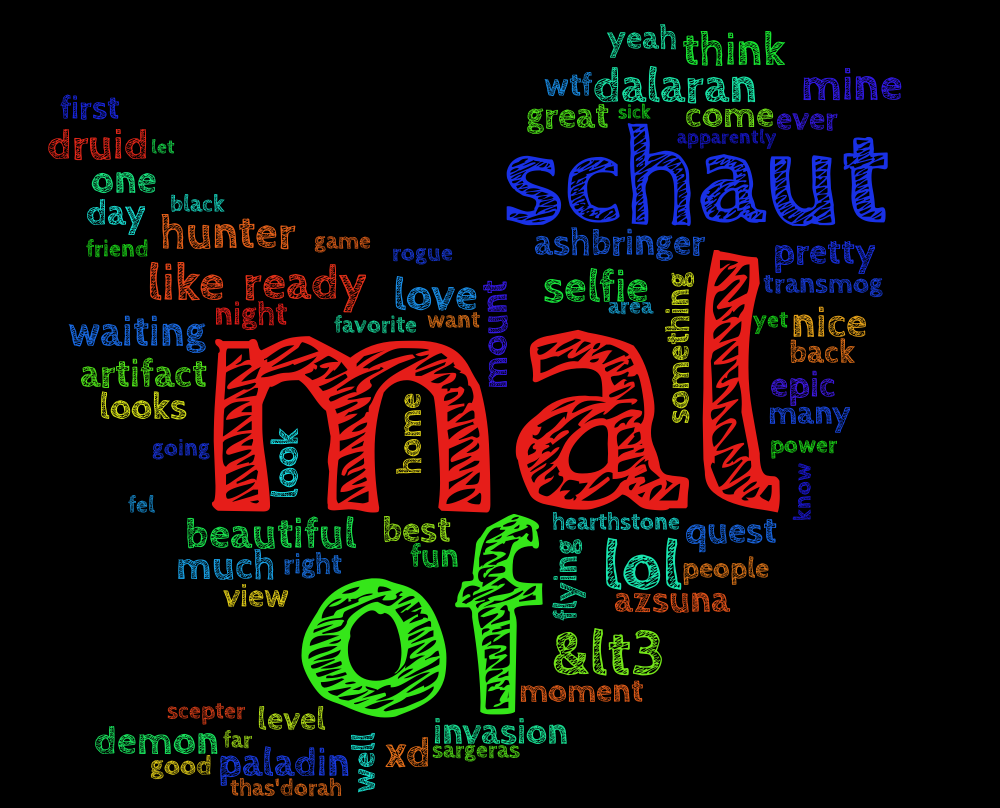 yeah think
wtf dalaran mine
first
great sick come ever
druid let
apparently
schaut
one
day black
hunter game
friend
rogue
ashbringer pretty
like ready love
mount
selfie
area
something
transmog
night
favorite want
yet nice
waiting
back
mal
artifact
epic
looks
home
many
going
look
power
know
fel
beautiful best
hearthstone quest
much right fun
flying
lol people
view
azsuna
of
&lt3
moment
scepter level
demon far
invasion
well
xd sargeras
good paladin
thas'dorah